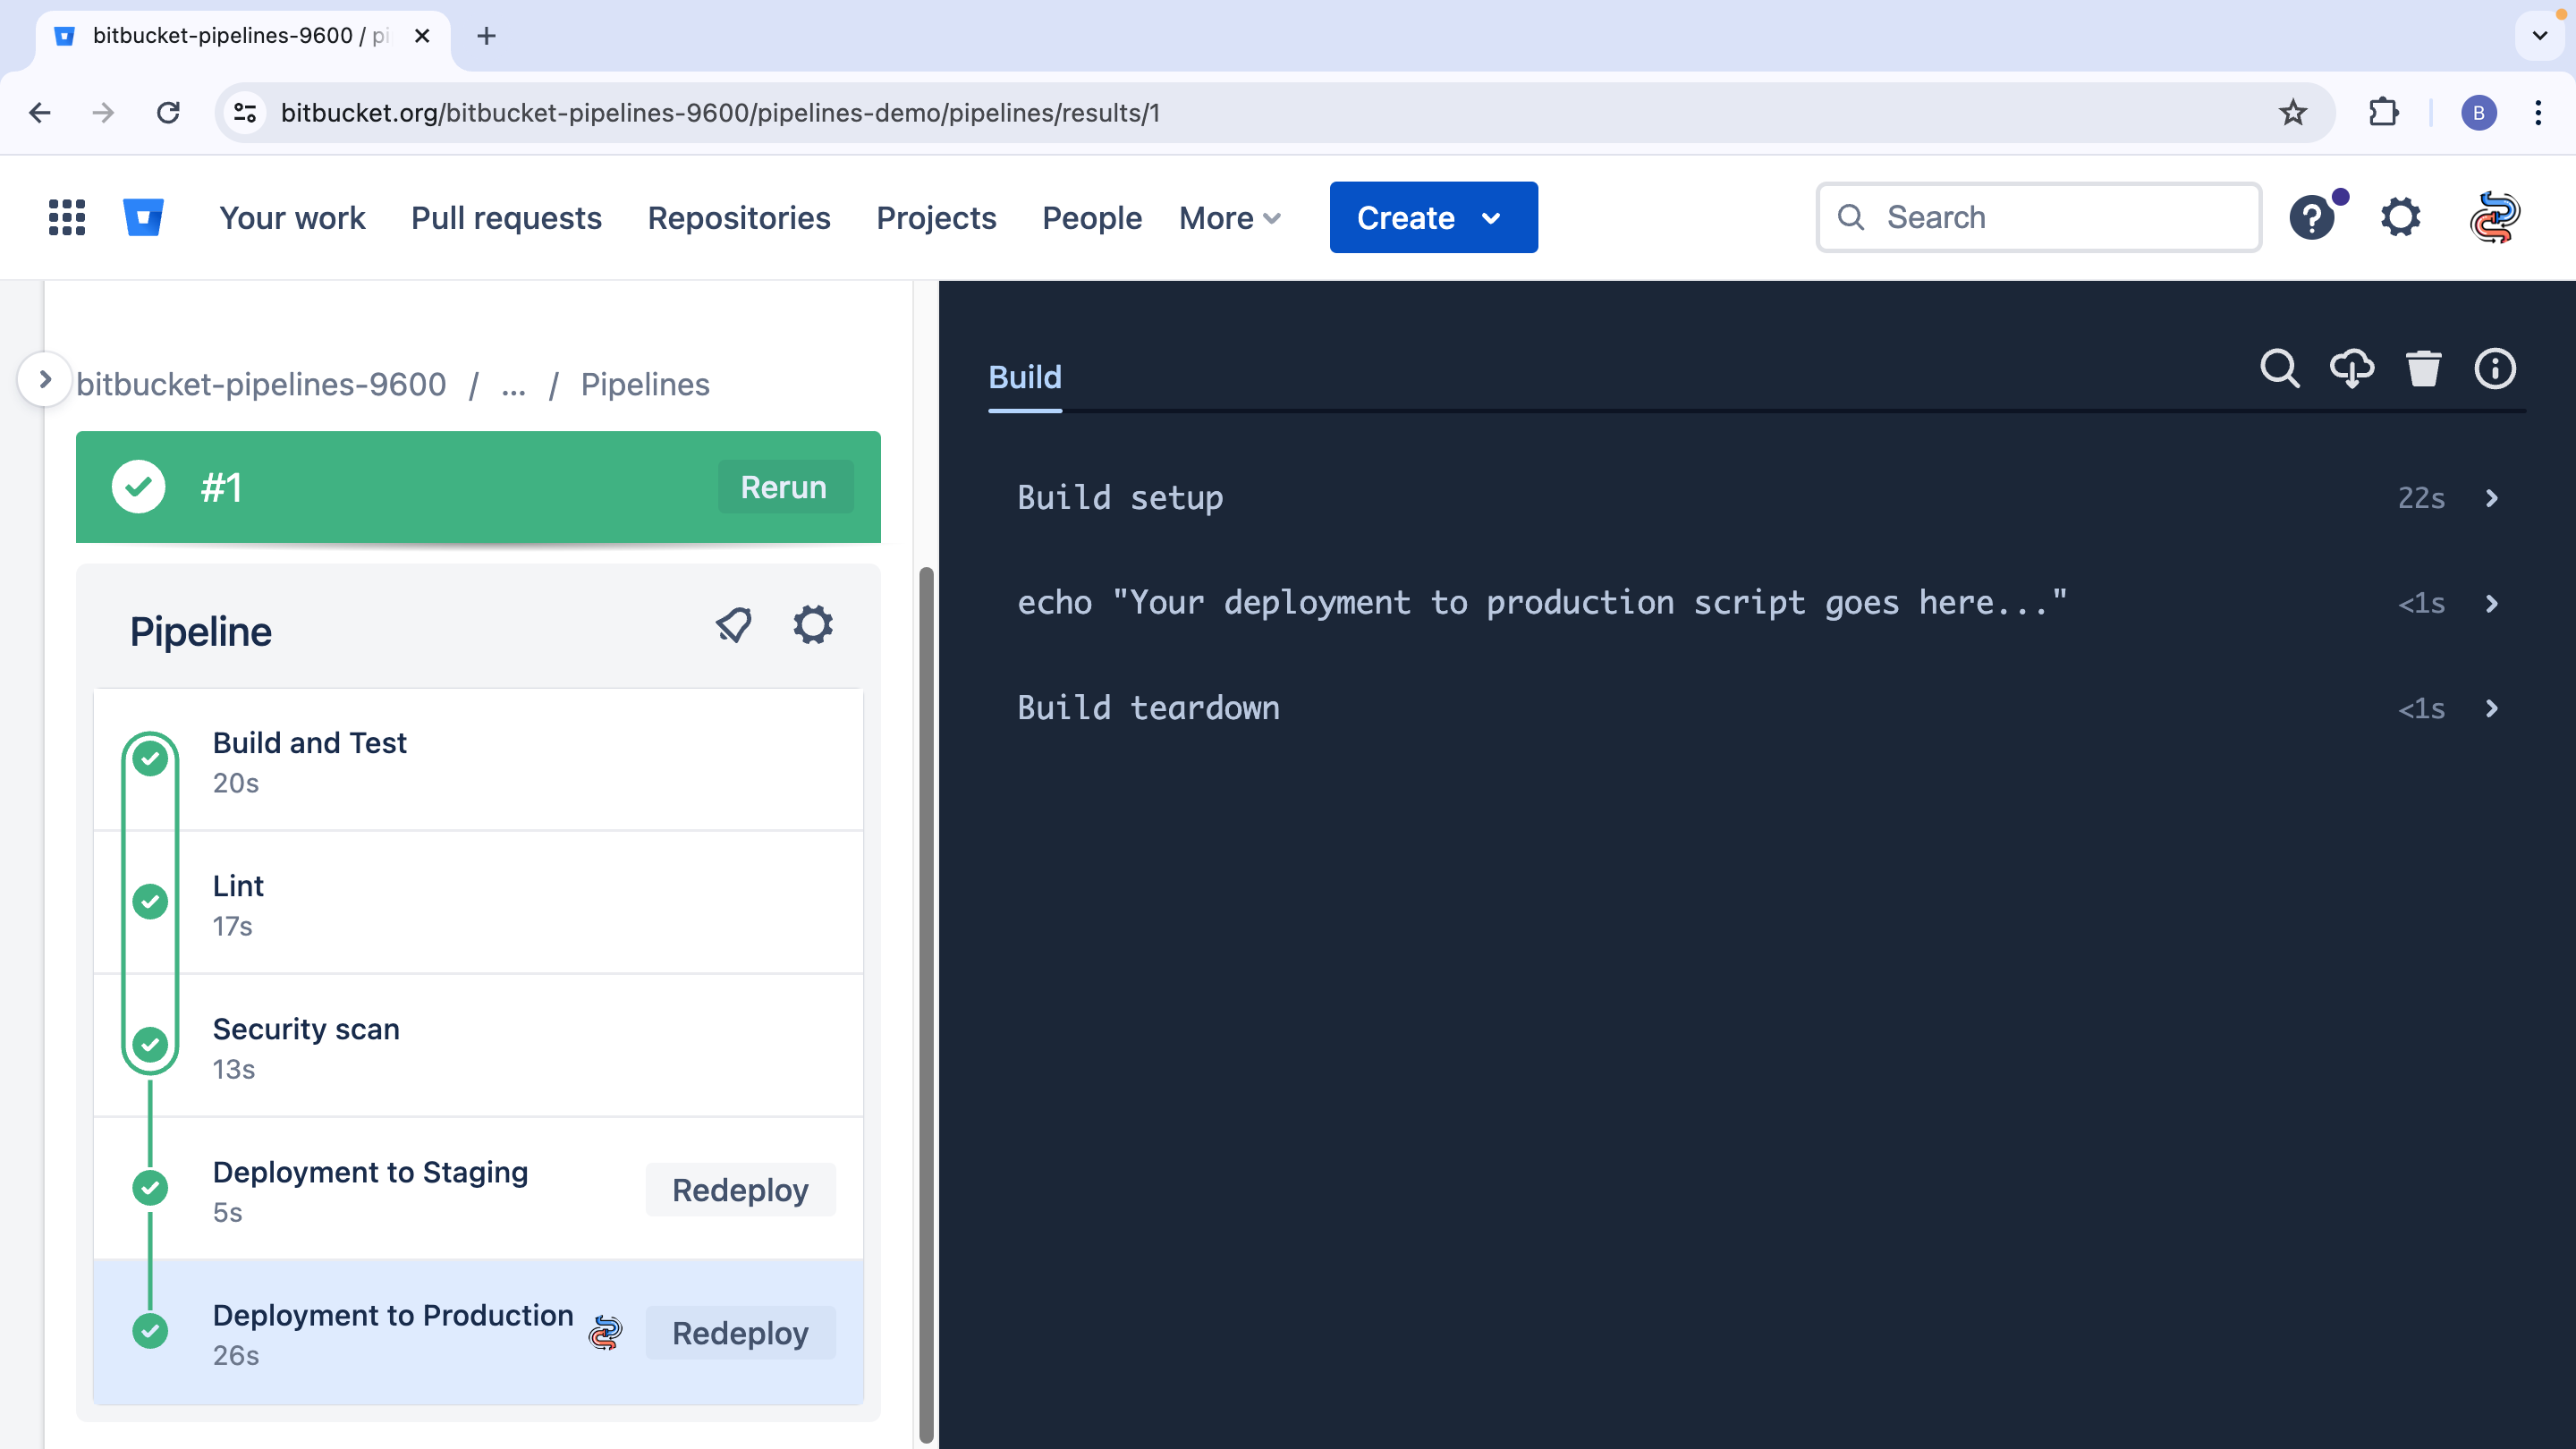 bitbucket-pipelines-9600 / pi
bitbucket.org/bitbucket-pipelines-9600/pipelines-demo/pipelines/results/1
B
Your work Pull requests Repositories Projects People More Create Search
bitbucket-pipelines-9600 / ... / Pipelines
#1 Rerun
Pipeline
Build and Test
20s
Lint
17s
Security scan
13s
Deployment to Staging
5s
Redeploy
Deployment to Production
26s
Redeploy
Build
Build setup 22s
echo "Your deployment to production script goes here..." <1s
Build teardown <1s